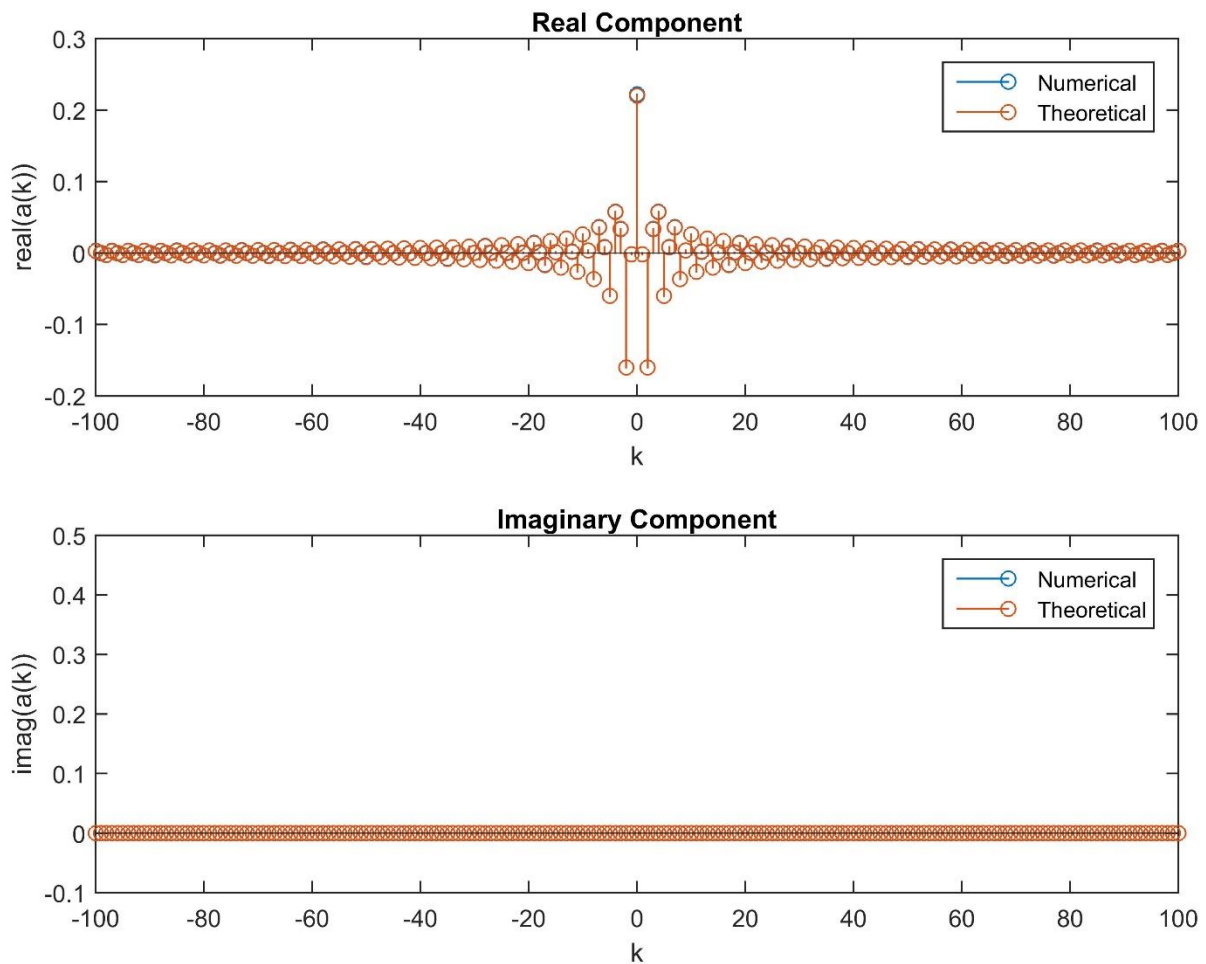 Real Component
0.3
0.2
0.1
0
-0.1
-0.2
real(a(k))
Numerical
Theoretical
-100 -80 -60 -40 -20 0 20 40 60 80 100
k
Imaginary Component
0.5
0.4
0.3
0.2
0.1
0
-0.1
imag(a(k))
Numerical
Theoretical
-100 -80 -60 -40 -20 0 20 40 60 80 100
k